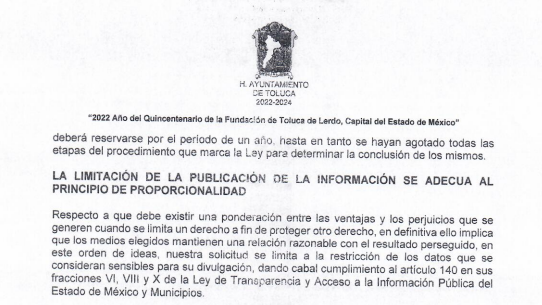 H. AYUNTAMIENTO
DE TOLUCA
2022-2024
"2022 Año del Quincentenario de la Fundación de Toluca de Lerdo, Capital del Estado de México"
deberá reservarse por el período de un año, hasta en tanto se hayan agotado todas las
etapas del procedimiento que marca la Ley para determinar la conclusión de los mismos.
LA LIMITACIÓN DE LA PUBLICACIÓN DE LA INFORMACIÓN SE ADECUA AL
PRINCIPIO DE PROPORCIONALIDAD
Respecto a que debe existir una ponderación entre las ventajas y los perjuicios que se
generen cuando se limita un derecho a fin de proteger otro derecho, en definitiva ello implica
que los medios elegidos mantienen una relación razonable con el resultado perseguido, en
este orden de ideas, nuestra solicitud se limita a la restricción de los datos que se
consideran sensibles para su divulgación, dando cabal cumplimiento al artículo 140 en sus
fracciones VI, VIII y X de la Ley de Transparencia y Acceso a la Información Pública del
Estado de México y Municipios.